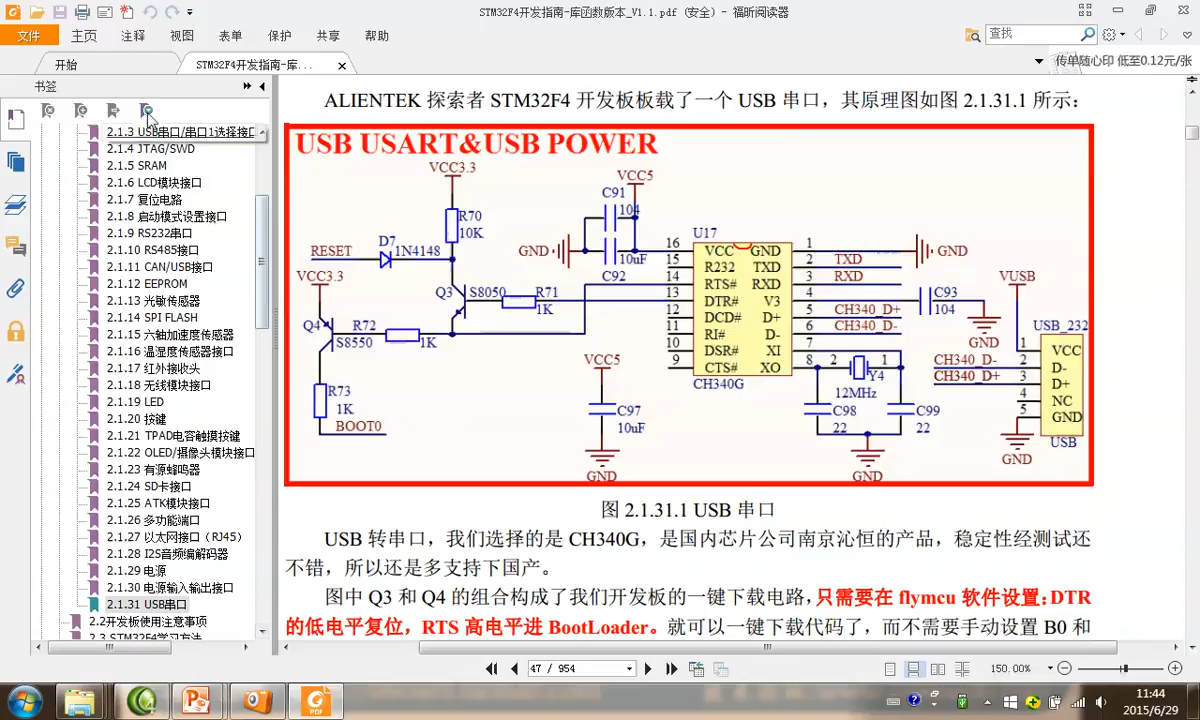 STM32F4开发指南-库函数版本_V1.1.pdf (安全) - 福昕阅读器
文件 主页 注释 视图 表单 保护 共享 帮助
查找
开始 STM32F4开发指南-库...
传单随心印 低至0.12元/张
书签
2.1.3 USB串口/串口1选择接口
2.1.4 JTAG/SWD
2.1.5 SRAM
2.1.6 LCD模块接口
2.1.7 复位电路
2.1.8 启动模式设置接口
2.1.9 RS232串口
2.1.10 RS485接口
2.1.11 CAN/USB接口
2.1.12 EEPROM
2.1.13 光敏传感器
2.1.14 SPI FLASH
2.1.15 六轴加速度传感器
2.1.16 温湿度传感器接口
2.1.17 红外接收头
2.1.18 无线模块接口
2.1.19 LED
2.1.20 按键
2.1.21 TPAD电容触摸按键
2.1.22 OLED/摄像头模块接口
2.1.23 有源蜂鸣器
2.1.24 SD卡接口
2.1.25 ATK模块接口
2.1.26 多功能端口
2.1.27 以太网接口（RJ45）
2.1.28 I2S音频编解码器
2.1.29 电源
2.1.30 电源输入输出接口
2.1.31 USB串口
2.2开发板使用注意事项
2.3 STM32F4学习方法
ALIENTEK 探索者 STM32F4 开发板板载了一个 USB 串口，其原理图如图 2.1.31.1 所示：
USB USART&USB POWER
VCC3.3
R70
10K
RESET
D7
1N4148
VCC3.3
Q3
S8050
R71
1K
Q4
S8550
R72
1K
R73
1K
BOOT0
VCC5
C91
104
GND
10uF
C92
VCC5
C97
10uF
GND
U17
16 VCC GND 1
15 R232 TXD 2 TXD
14 RTS# RXD 3 RXD
13 DTR# V3 4
12 DCD# D+ 5 CH340_D+
11 RI# D- 6 CH340_D-
10 DSR# XI 7
9 CTS# XO 8
CH340G
GND
C93
104
GND
2 1
Y4
12MHz
C98
22
C99
22
GND
VUSB
USB_232
1 VCC
CH340_D- 2 D-
CH340_D+ 3 D+
4 NC
5 GND
GND
USB
图 2.1.31.1 USB 串口
USB 转串口，我们选择的是 CH340G，是国内芯片公司南京沁恒的产品，稳定性经测试还
不错，所以还是多支持下国产。
图中 Q3 和 Q4 的组合构成了我们开发板的一键下载电路，只需要在 flymcu 软件设置：DTR
的低电平复位，RTS 高电平进 BootLoader。就可以一键下载代码了，而不需要手动设置 B0 和
47 / 954
150.00%
11:44
2015/6/29